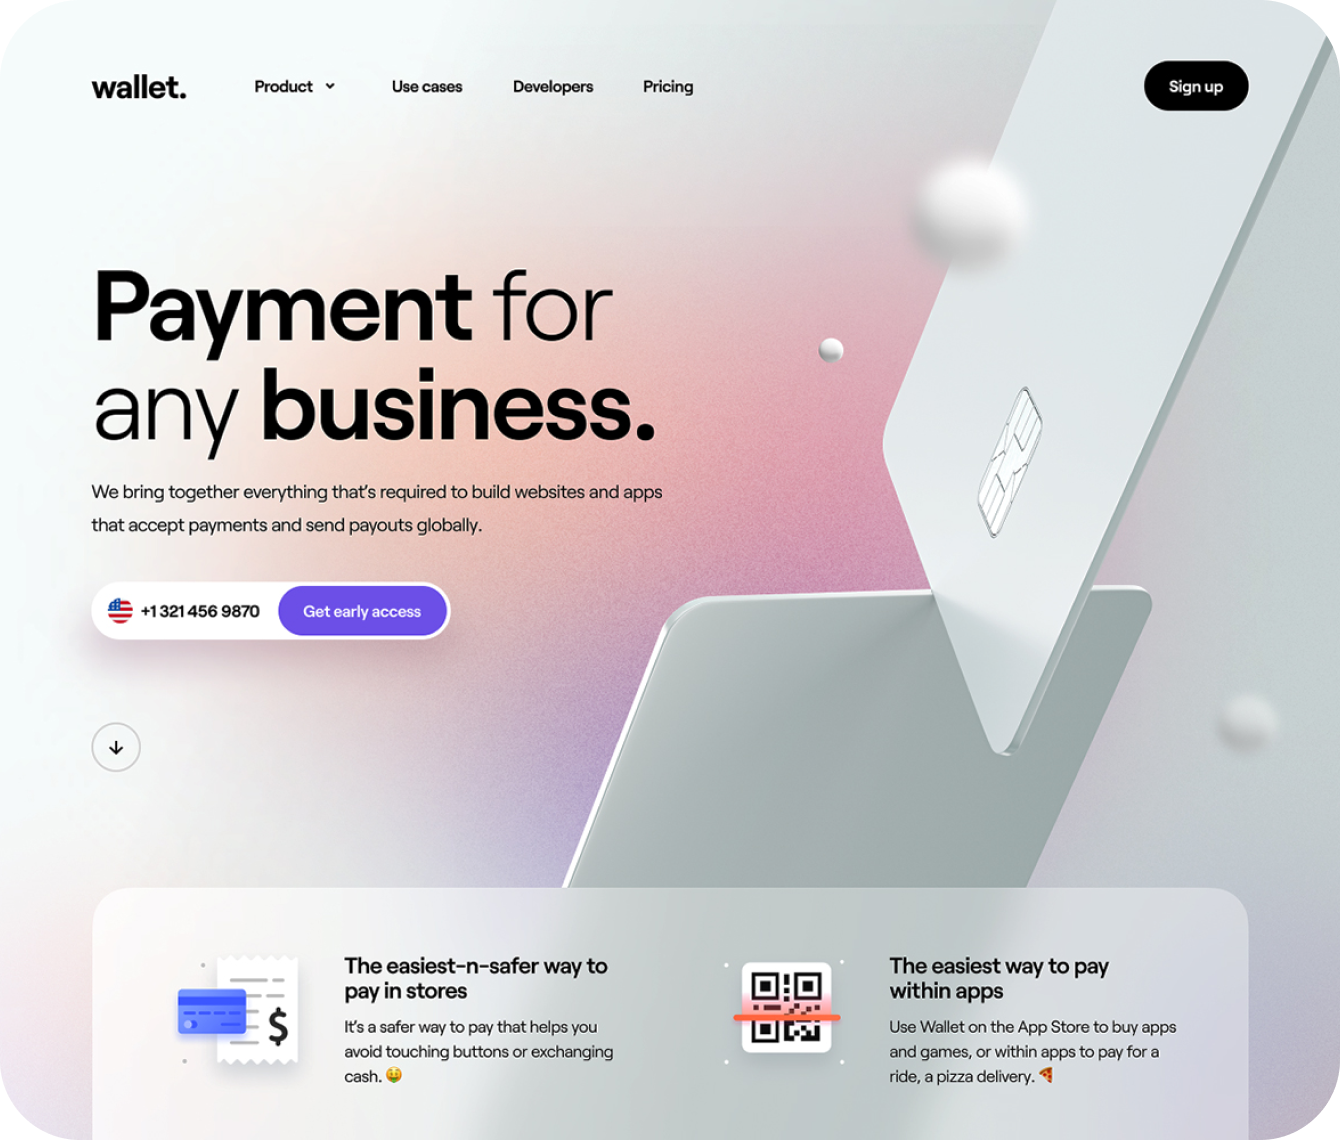 wallet.
Product
Use cases
Developers
Pricing
Sign up
Payment for
any business.
We bring together everything that's required to build websites and apps
that accept payments and send payouts globally.
+1 321 456 9870
Get early access
$
The easiest-n-safer way to
pay in stores
It's a safer way to pay that helps you
avoid touching buttons or exchanging
cash. 🤑
The easiest way to pay
within apps
Use Wallet on the App Store to buy apps
and games, or within apps to pay for a
ride, a pizza delivery. 🍕